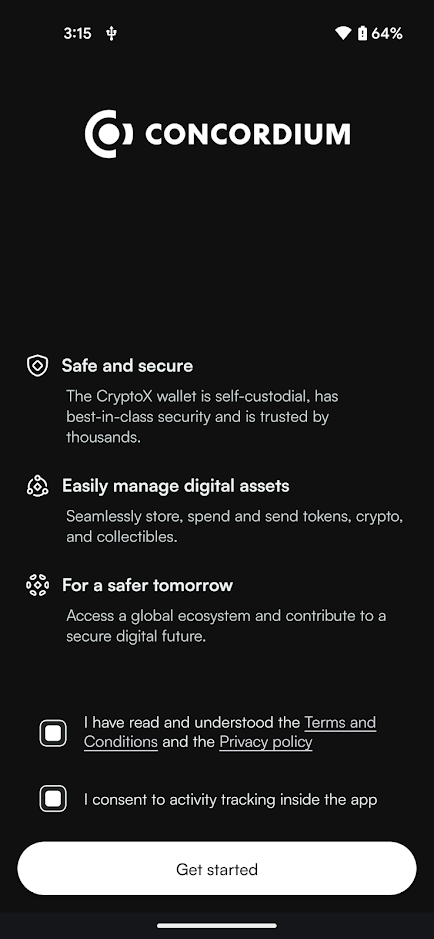 3:15
64%
CONCORDIUM
Safe and secure
The CryptoX wallet is self-custodial, has
best-in-class security and is trusted by
thousands.
Easily manage digital assets
Seamlessly store, spend and send tokens, crypto,
and collectibles.
For a safer tomorrow
Access a global ecosystem and contribute to a
secure digital future.
I have read and understood the Terms and
Conditions and the Privacy policy
I consent to activity tracking inside the app
Get started